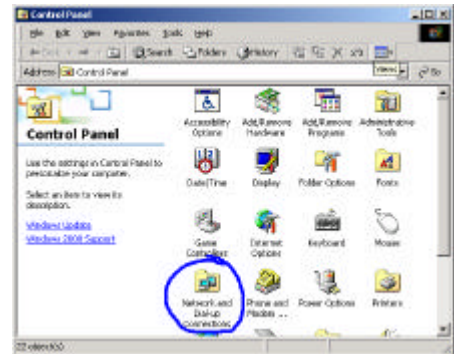 Control Panel
File Edit View Favorites Tools Help
Back Search Folders History
Address Control Panel Go
Views
Control Panel
Use the settings in Control Panel to
personalize your computer.
Select an item to view its
description.
Windows Update
Windows 2000 Support
Accessibility
Options
Add/Remove
Hardware
Add/Remove
Programs
Administrative
Tools
Date/Time
Display
Folder Options
Fonts
Game
Controllers
Internet
Options
Keyboard
Mouse
Network and
Dial-up
Connections
Phone and
Modem ...
Power Options
Printers
22 object(s)